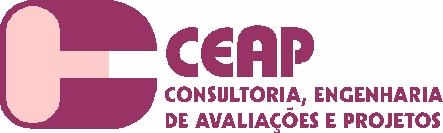 CEAP
CONSULTORIA, ENGENHARIA
DE AVALIAÇÕES E PROJETOS